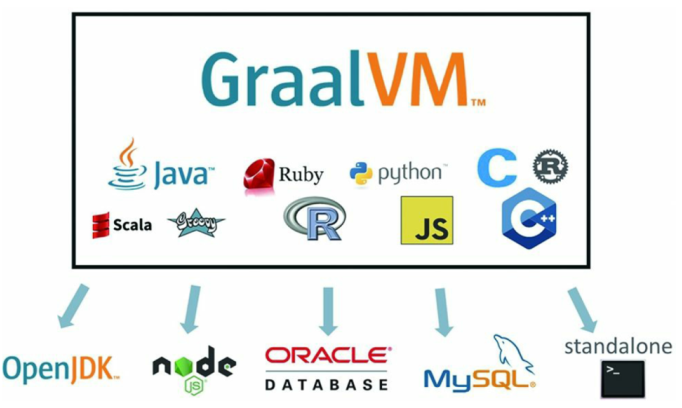 GraalVM™
Java™ Ruby python™ C R
Scala Groovy R JS C++
OpenJDK™ node JS® ORACLE® DATABASE MySQL® standalone >_